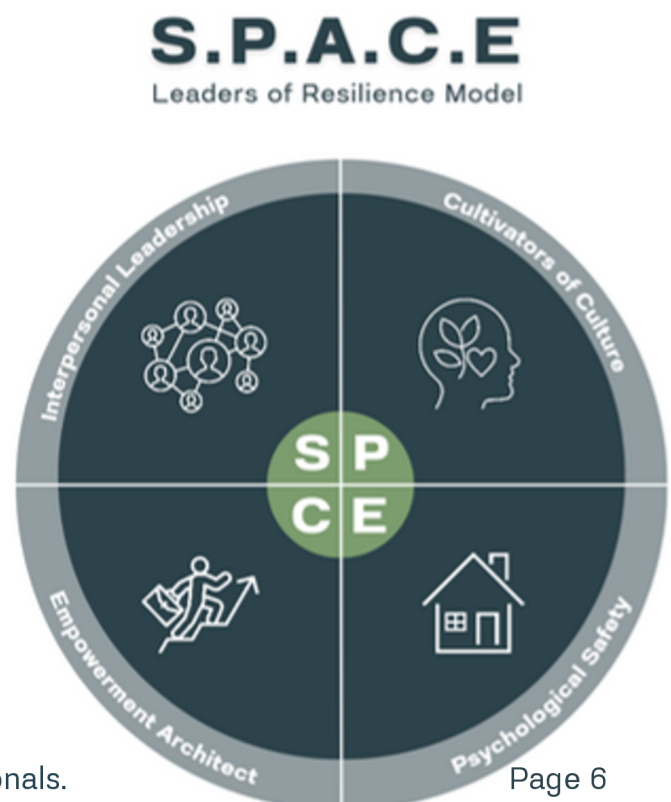 S.P.A.C.E
Leaders of Resilience Model
Interpersonal Leadership
Cultivators of Culture
S P
C E
Empowerment Architect
Psychological Safety
onals.
Page 6